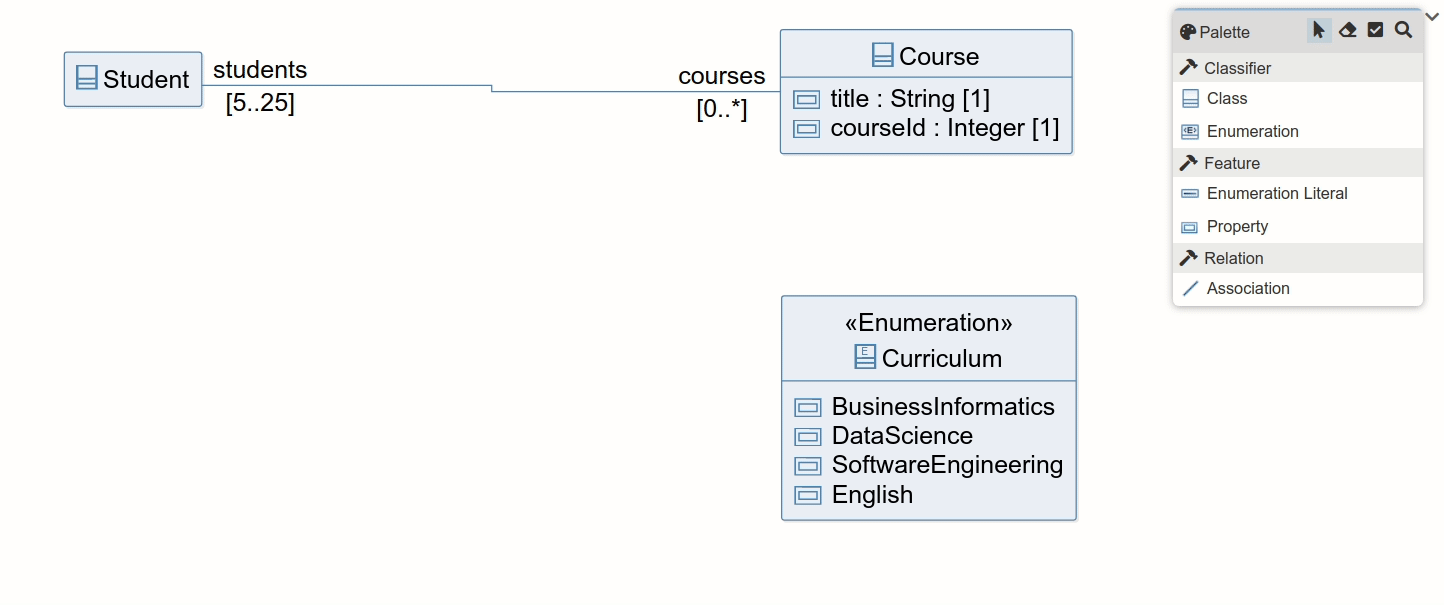 Student
students
[5..25]
courses
[0..*]
Course
title : String [1]
courseId : Integer [1]
«Enumeration»
E
Curriculum
BusinessInformatics
DataScience
SoftwareEngineering
English
Palette
Classifier
Class
<E> Enumeration
Feature
Enumeration Literal
Property
Relation
Association